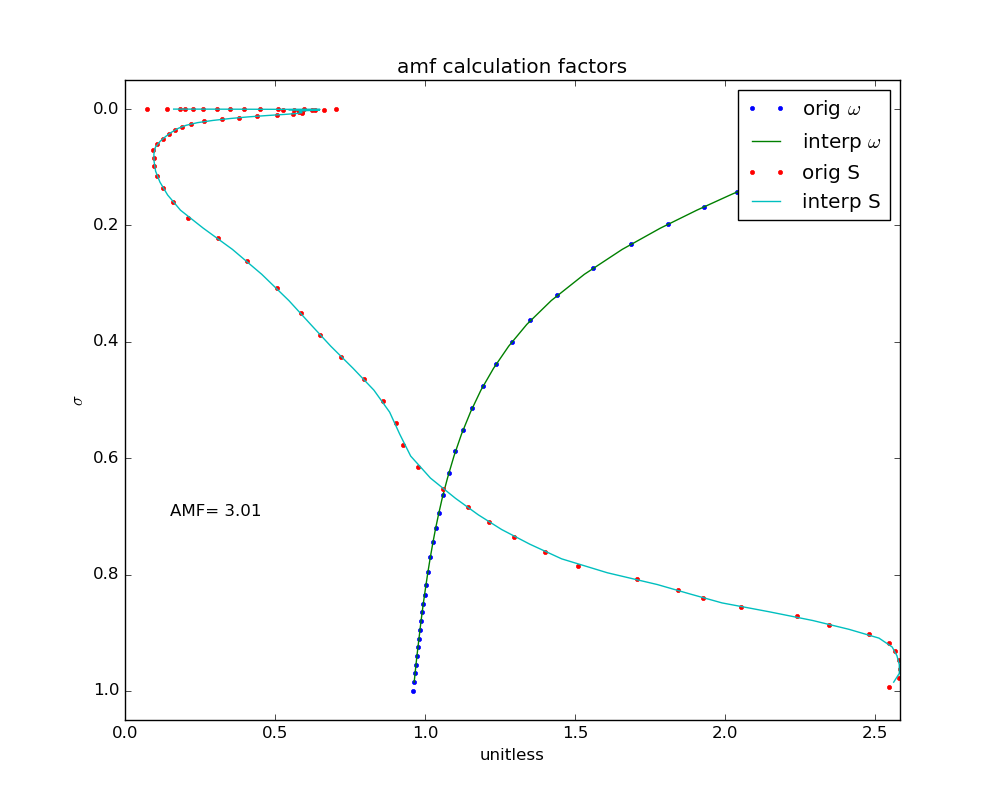 amf calculation factors
0.0
0.2
0.4
0.6
0.8
1.0
σ
orig ω
interp ω
orig S
interp S
AMF= 3.01
0.0 0.5 1.0 1.5 2.0 2.5
unitless